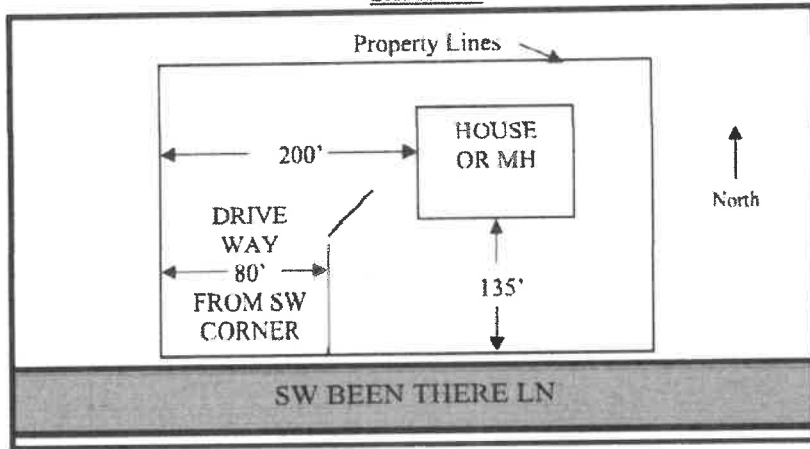 Property Lines
HOUSE
OR MH
200'
North
DRIVE
WAY
80'
FROM SW
CORNER
135'
SW BEEN THERE LN